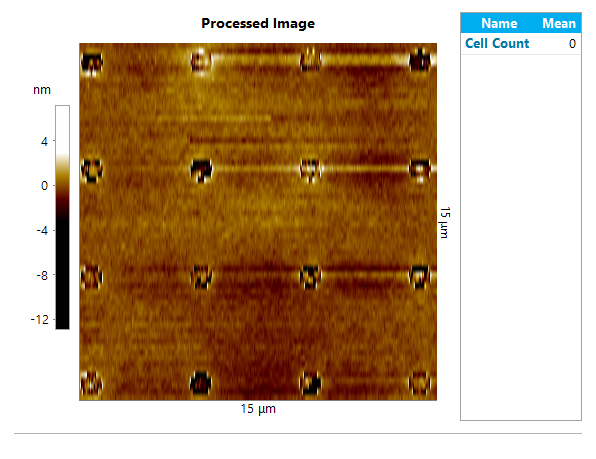 Processed Image
Name Mean
Cell Count 0
nm
4
0
-4
-8
-12
15 µm
15 µm